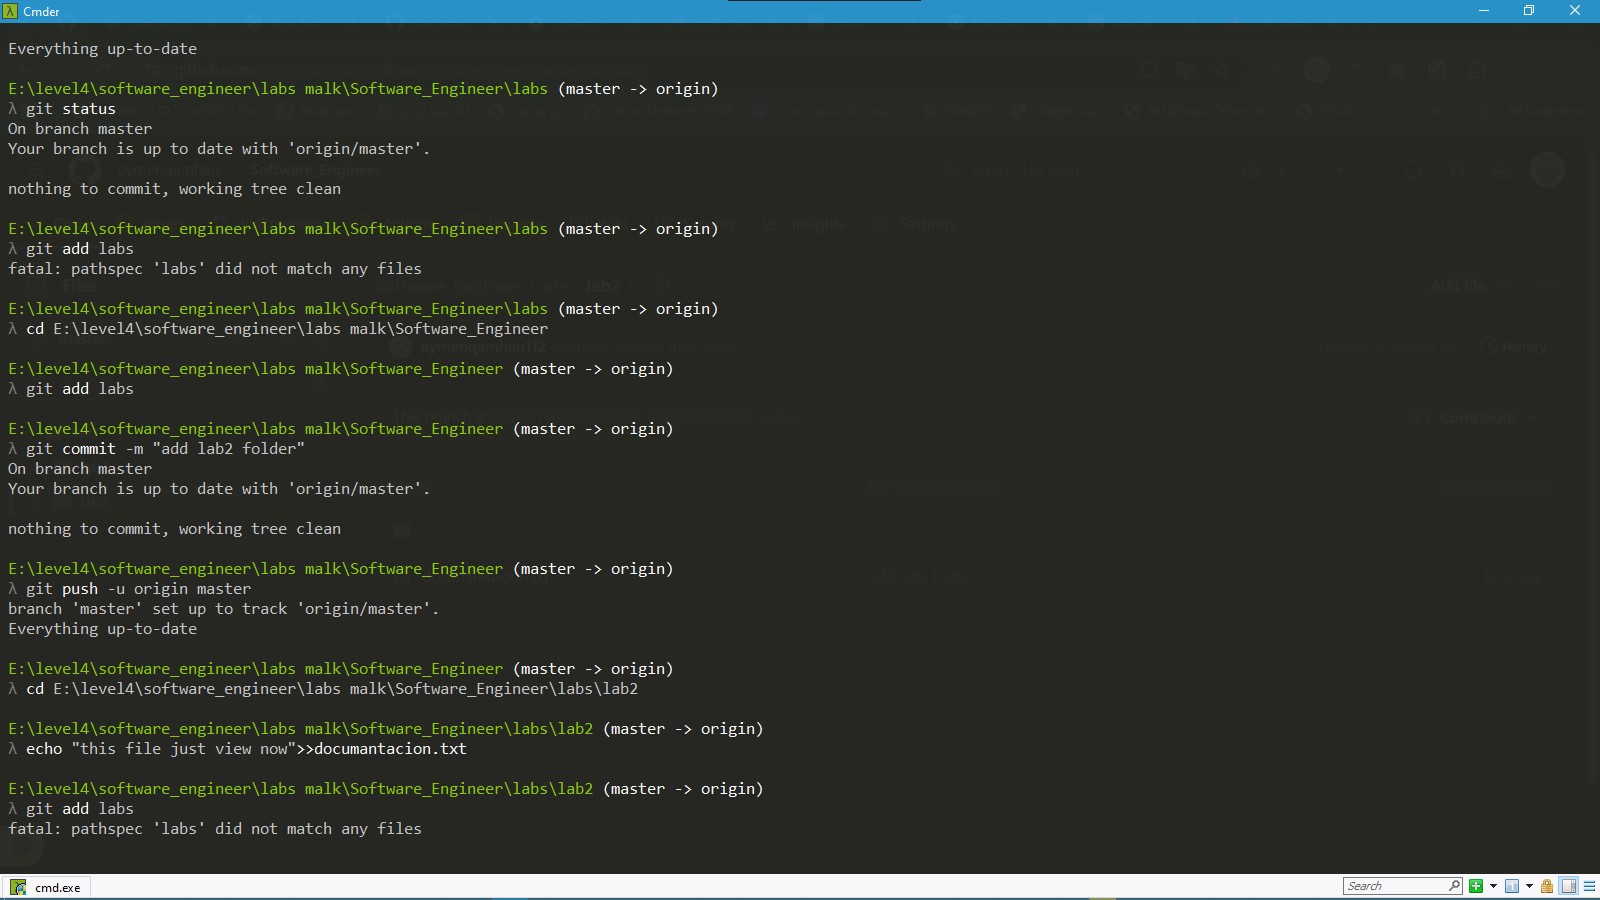 Cmder
Everything up-to-date
E:\level4\software_engineer\labs malk\Software_Engineer\labs (master -> origin)
λ git status
On branch master
Your branch is up to date with 'origin/master'.
nothing to commit, working tree clean
E:\level4\software_engineer\labs malk\Software_Engineer\labs (master -> origin)
λ git add labs
fatal: pathspec 'labs' did not match any files
E:\level4\software_engineer\labs malk\Software_Engineer\labs (master -> origin)
λ cd E:\level4\software_engineer\labs malk\Software_Engineer
E:\level4\software_engineer\labs malk\Software_Engineer (master -> origin)
λ git add labs
E:\level4\software_engineer\labs malk\Software_Engineer (master -> origin)
λ git commit -m "add lab2 folder"
On branch master
Your branch is up to date with 'origin/master'.
nothing to commit, working tree clean
E:\level4\software_engineer\labs malk\Software_Engineer (master -> origin)
λ git push -u origin master
branch 'master' set up to track 'origin/master'.
Everything up-to-date
E:\level4\software_engineer\labs malk\Software_Engineer (master -> origin)
λ cd E:\level4\software_engineer\labs malk\Software_Engineer\labs\lab2
E:\level4\software_engineer\labs malk\Software_Engineer\labs\lab2 (master -> origin)
λ echo "this file just view now">>documantacion.txt
E:\level4\software_engineer\labs malk\Software_Engineer\labs\lab2 (master -> origin)
λ git add labs
fatal: pathspec 'labs' did not match any files
cmd.exe
Search